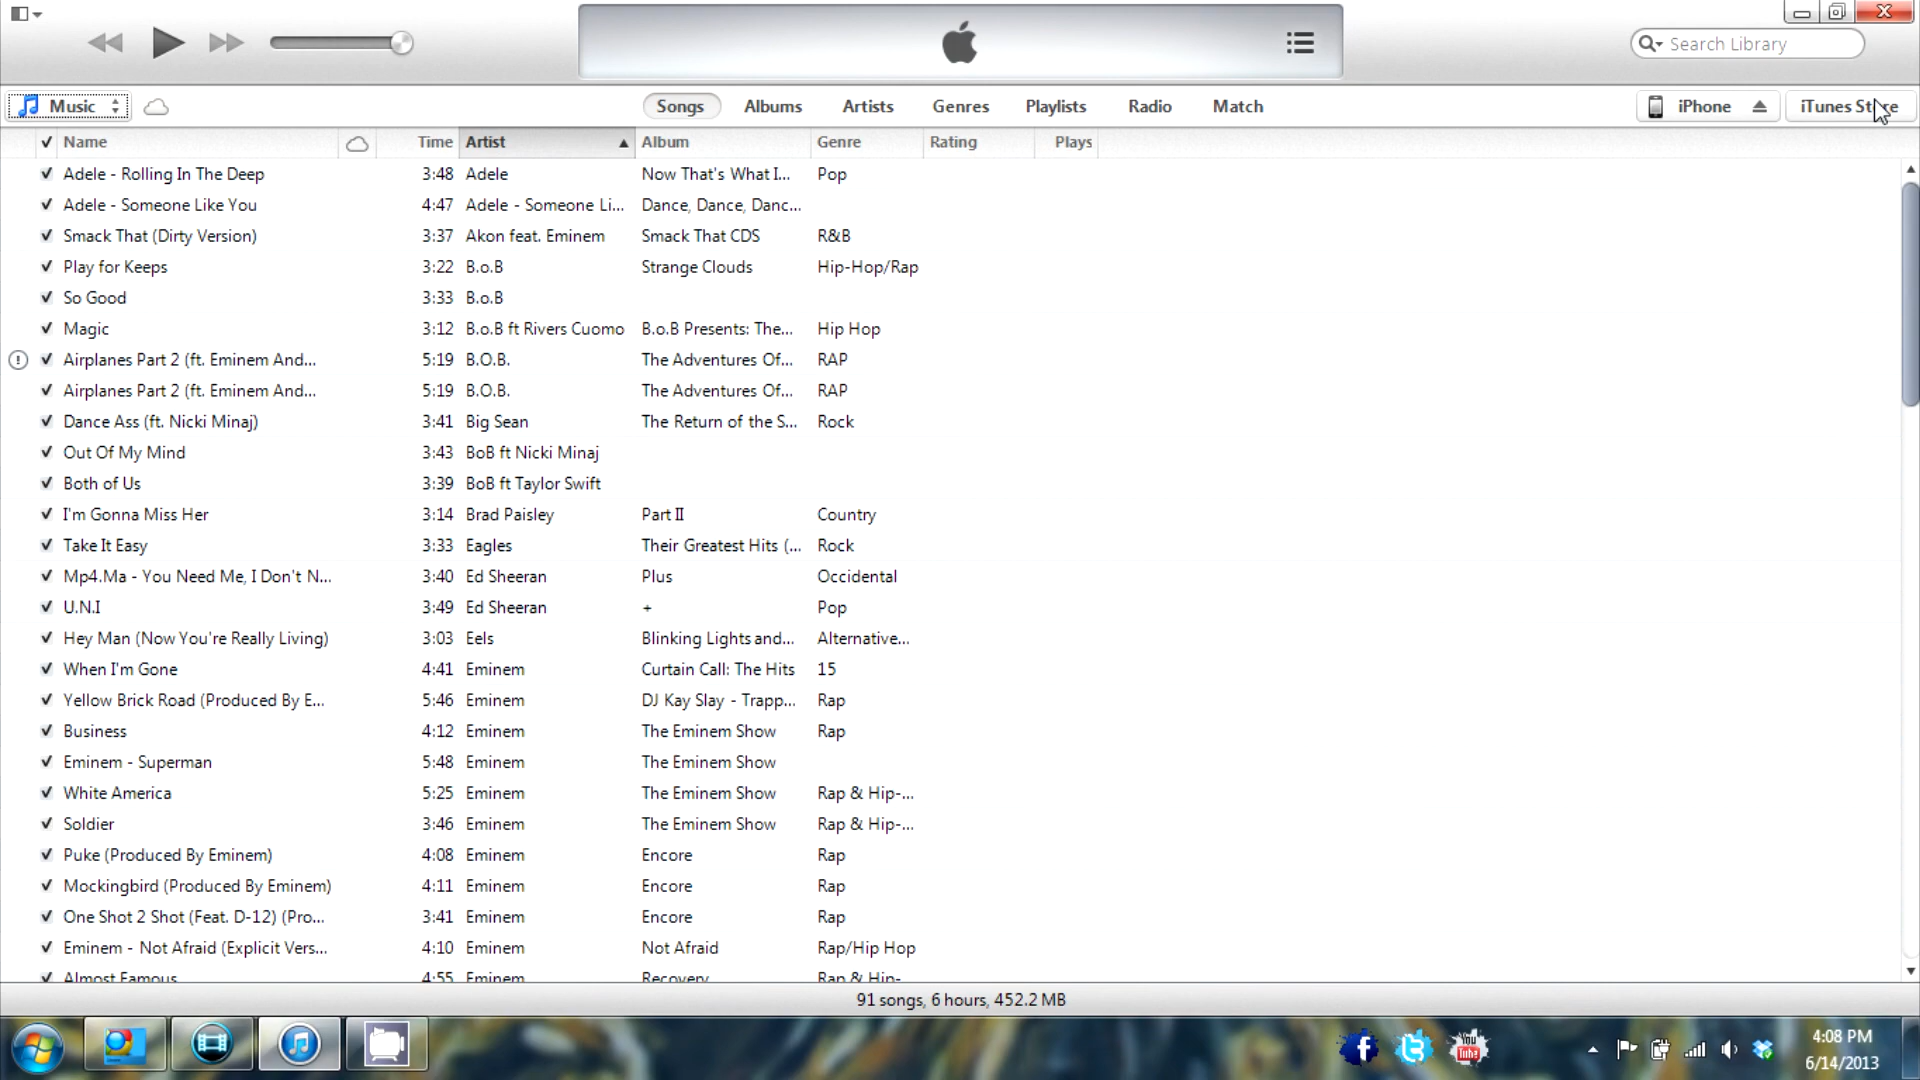 Search Library
Music Songs Albums Artists Genres Playlists Radio Match iPhone iTunes Store
Name Time Artist Album Genre Rating Plays
Adele - Rolling In The Deep 3:48 Adele Now That's What I... Pop
Adele - Someone Like You 4:47 Adele - Someone Li... Dance, Dance, Danc...
Smack That (Dirty Version) 3:37 Akon feat. Eminem Smack That CDS R&B
Play for Keeps 3:22 B.o.B Strange Clouds Hip-Hop/Rap
So Good 3:33 B.o.B
Magic 3:12 B.o.B ft Rivers Cuomo B.o.B Presents: The... Hip Hop
Airplanes Part 2 (ft. Eminem And... 5:19 B.O.B. The Adventures Of... RAP
Airplanes Part 2 (ft. Eminem And... 5:19 B.O.B. The Adventures Of... RAP
Dance Ass (ft. Nicki Minaj) 3:41 Big Sean The Return of the S... Rock
Out Of My Mind 3:43 BoB ft Nicki Minaj
Both of Us 3:39 BoB ft Taylor Swift
I'm Gonna Miss Her 3:14 Brad Paisley Part II Country
Take It Easy 3:33 Eagles Their Greatest Hits (... Rock
Mp4.Ma - You Need Me, I Don't N... 3:40 Ed Sheeran Plus Occidental
U.N.I 3:49 Ed Sheeran + Pop
Hey Man (Now You're Really Living) 3:03 Eels Blinking Lights and... Alternative...
When I'm Gone 4:41 Eminem Curtain Call: The Hits 15
Yellow Brick Road (Produced By E... 5:46 Eminem DJ Kay Slay - Trapp... Rap
Business 4:12 Eminem The Eminem Show Rap
Eminem - Superman 5:48 Eminem The Eminem Show
White America 5:25 Eminem The Eminem Show Rap & Hip-...
Soldier 3:46 Eminem The Eminem Show Rap & Hip-...
Puke (Produced By Eminem) 4:08 Eminem Encore Rap
Mockingbird (Produced By Eminem) 4:11 Eminem Encore Rap
One Shot 2 Shot (Feat. D-12) (Pro... 3:41 Eminem Encore Rap
Eminem - Not Afraid (Explicit Vers... 4:10 Eminem Not Afraid Rap/Hip Hop
Almost Famous 4:55 Eminem Recovery Rap & Hip-
91 songs, 6 hours, 452.2 MB
You Tube
4:08 PM
6/14/2013